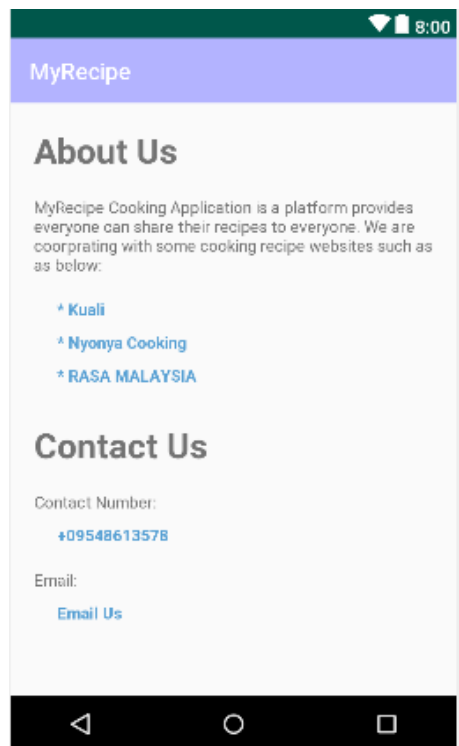 8:00
MyRecipe
About Us
MyRecipe Cooking Application is a platform provides
everyone can share their recipes to everyone. We are
coorprating with some cooking recipe websites such as
as below:
* Kuali
* Nyonya Cooking
* RASA MALAYSIA
Contact Us
Contact Number:
+09548613578
Email:
Email Us